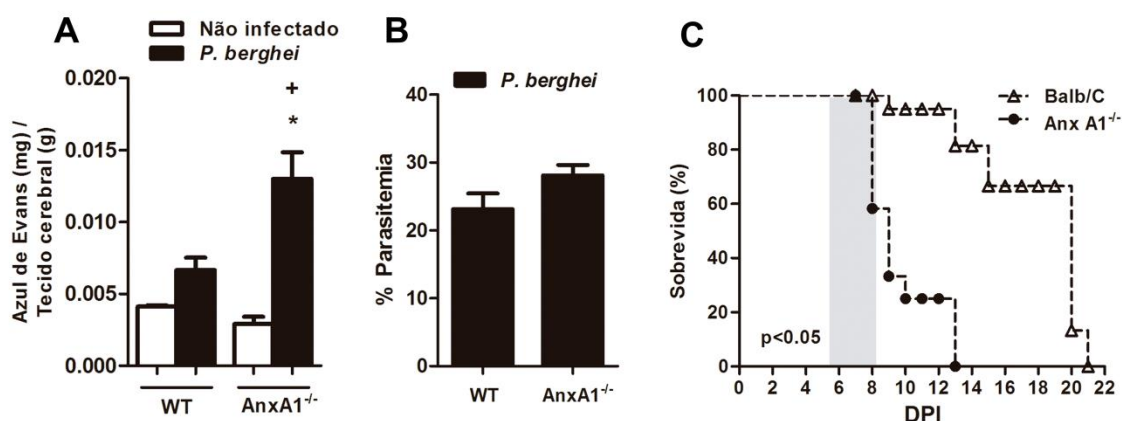 A
Não infectado
P. berghei
Azul de Evans (mg) /
Tecido cerebral (g)
0.020
0.015
0.010
0.005
0.000
+
*
WT
AnxA1-/-
B
P. berghei
% Parasitemia
40
30
20
10
0
WT
AnxA1-/-
C
Balb/C
Anx A1-/-
Sobrevida (%)
100
80
60
40
20
0
p<0.05
0 2 4 6 8 10 12 14 16 18 20 22
DPI